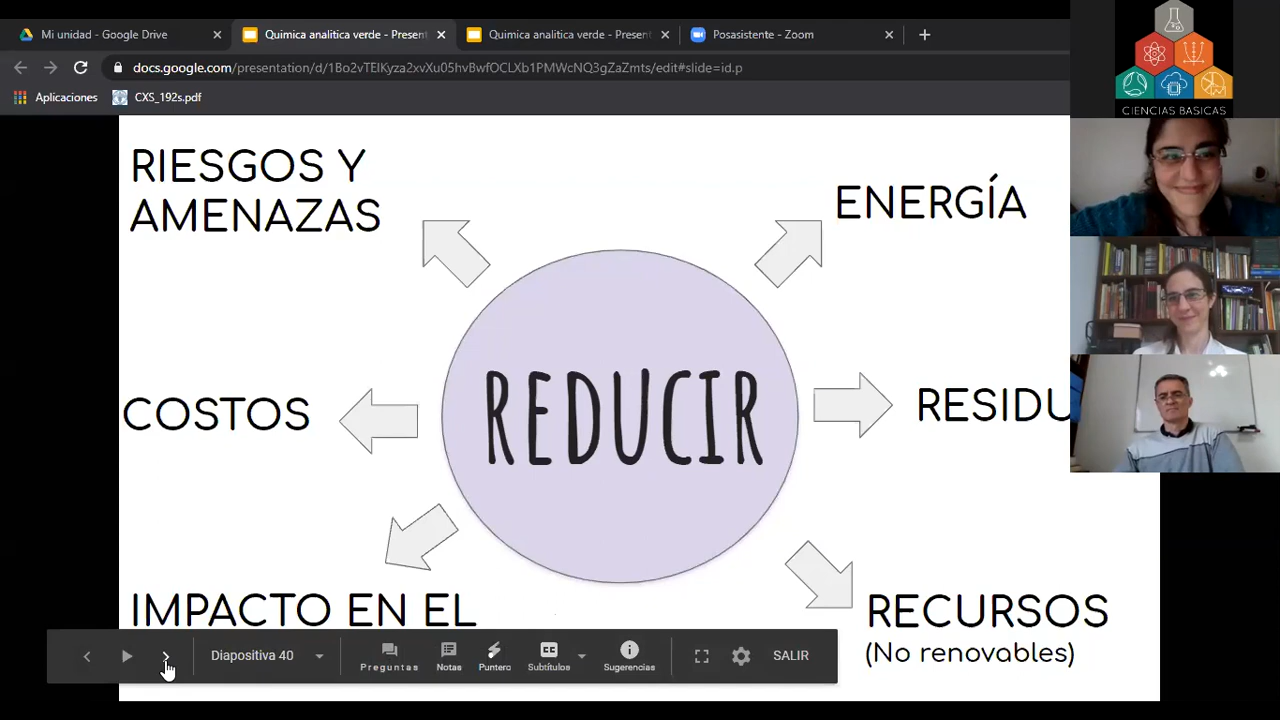 Mi unidad - Google Drive
Quimica analitica verde - Present
Quimica analitica verde - Present
Posasistente - Zoom
docs.google.com/presentation/d/1Bo2vTElKyza2xvXu05hvBwfvCLXb1PMWcNQ3gZaZmts/edit#slide=id.p
Aplicaciones
CXS_192s.pdf
CIENCIAS BASICAS
RIESGOS Y
AMENAZAS
ENERGÍA
COSTOS
REDUCIR
RESIDU
IMPACTO EN EL
RECURSOS
(No renovables)
Diapositiva 40
Preguntas
Notas
Puntero
Subtítulos
Sugerencias
SALIR